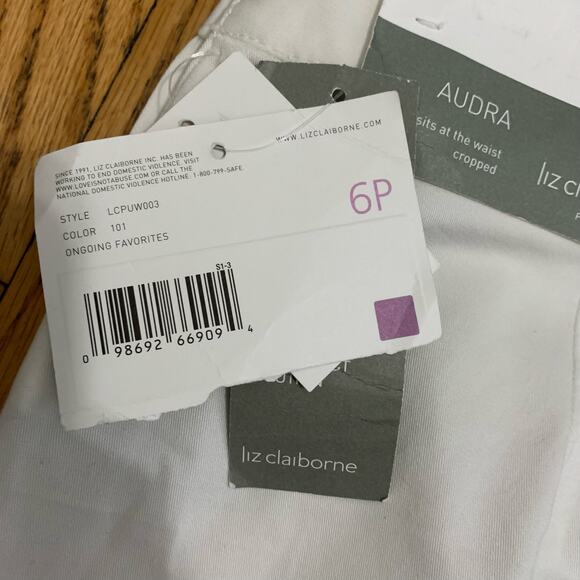 SINCE 1991, LIZ CLAIBORNE INC. HAS BEEN
WORKING TO END DOMESTIC VIOLENCE. VISIT
WWW.LOVEISNOTABUSE.COM OR CALL THE
NATIONAL DOMESTIC VIOLENCE HOTLINE: 1-800-799-SAFE.
WWW.LIZCLAIBORNE.COM
STYLE LCPUW003
COLOR 101
ONGOING FAVORITES
6P
S1-3
0 98692 66909 4
liz claiborne
AUDRA
sits at the waist
cropped
liz cl